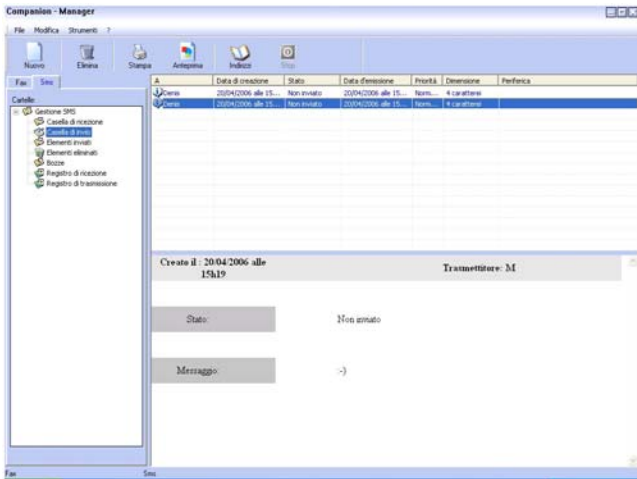 Companion - Manager
File Modifica Strumenti ?
Nuovo Elimina Stampa Anteprima Indirizzi Stop
Fax Sms
Cartelle:
Gestione SMS
Casella di ricezione
Casella di invio
Elementi inviati
Elementi eliminati
Bozze
Registro di ricezione
Registro di trasmissione
A Data di creazione Stato Data d'emissione Priorità Dimensione Periferica
Denis 20/04/2006 alle 15... Non inviato 20/04/2006 alle 15... Norm... 4 caratteresi
Denis 20/04/2006 alle 15... Non inviato 20/04/2006 alle 15... Norm... 4 caratteresi
Creato il : 20/04/2006 alle
15h19
Trasmettitore: M
Stato: Non inviato
Messaggio: -)
Fax Sms